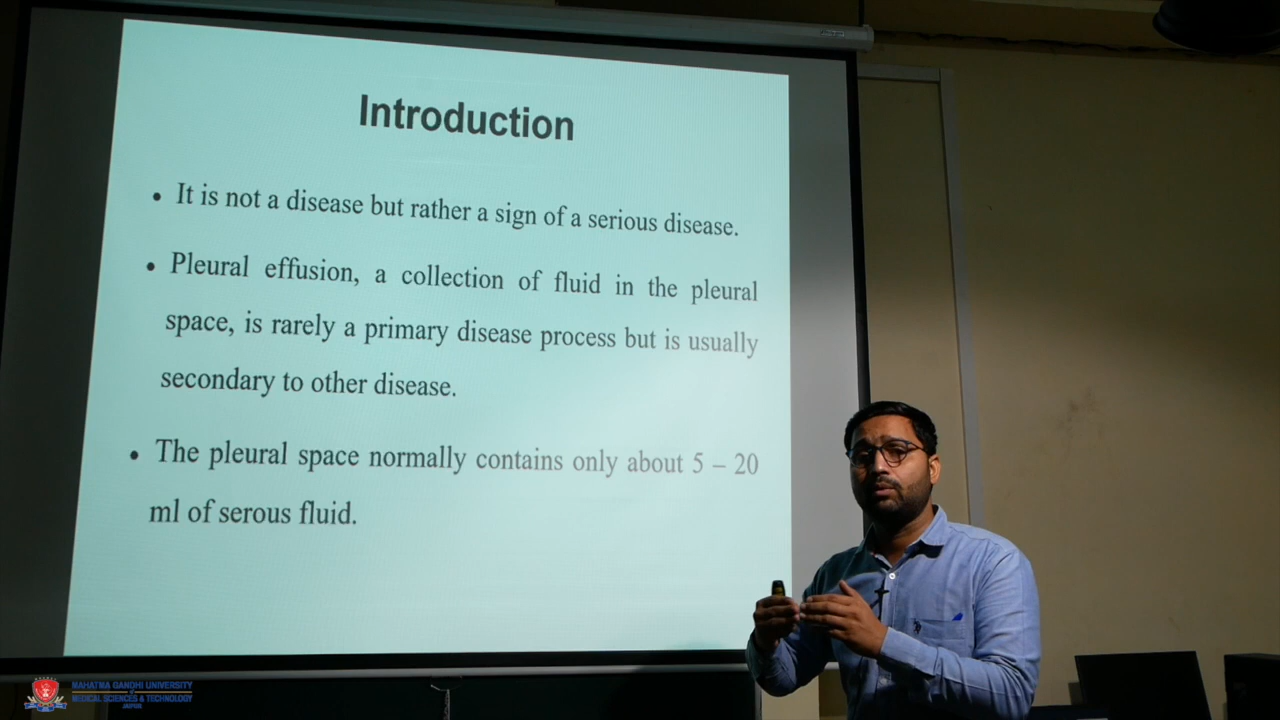 Introduction
• It is not a disease but rather a sign of a serious disease.
• Pleural effusion, a collection of fluid in the pleural
space, is rarely a primary disease process but is usually
secondary to other disease.
• The pleural space normally contains only about 5 – 20
ml of serous fluid.
MAHATMA GANDHI UNIVERSITY
of
MEDICAL SCIENCES & TECHNOLOGY
JAIPUR